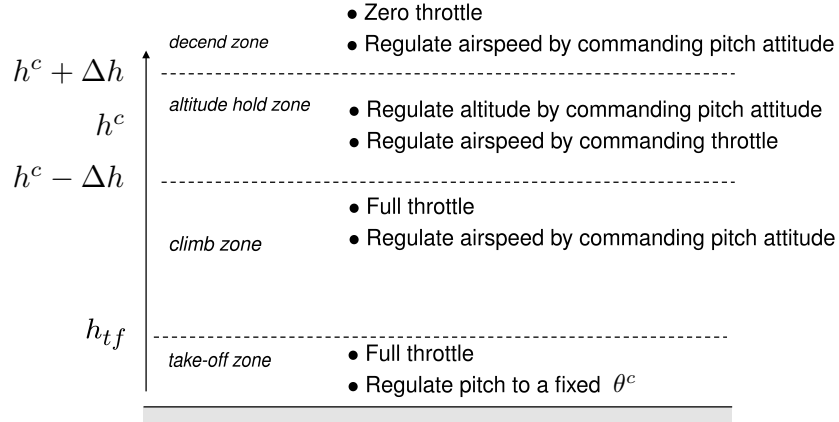 ● Zero throttle
decend zone
● Regulate airspeed by commanding pitch attitude
h^c + Δh
altitude hold zone
● Regulate altitude by commanding pitch attitude
h^c
● Regulate airspeed by commanding throttle
h^c − Δh
● Full throttle
climb zone
● Regulate airspeed by commanding pitch attitude
h_{tf}
take-off zone
● Full throttle
● Regulate pitch to a fixed θ^c